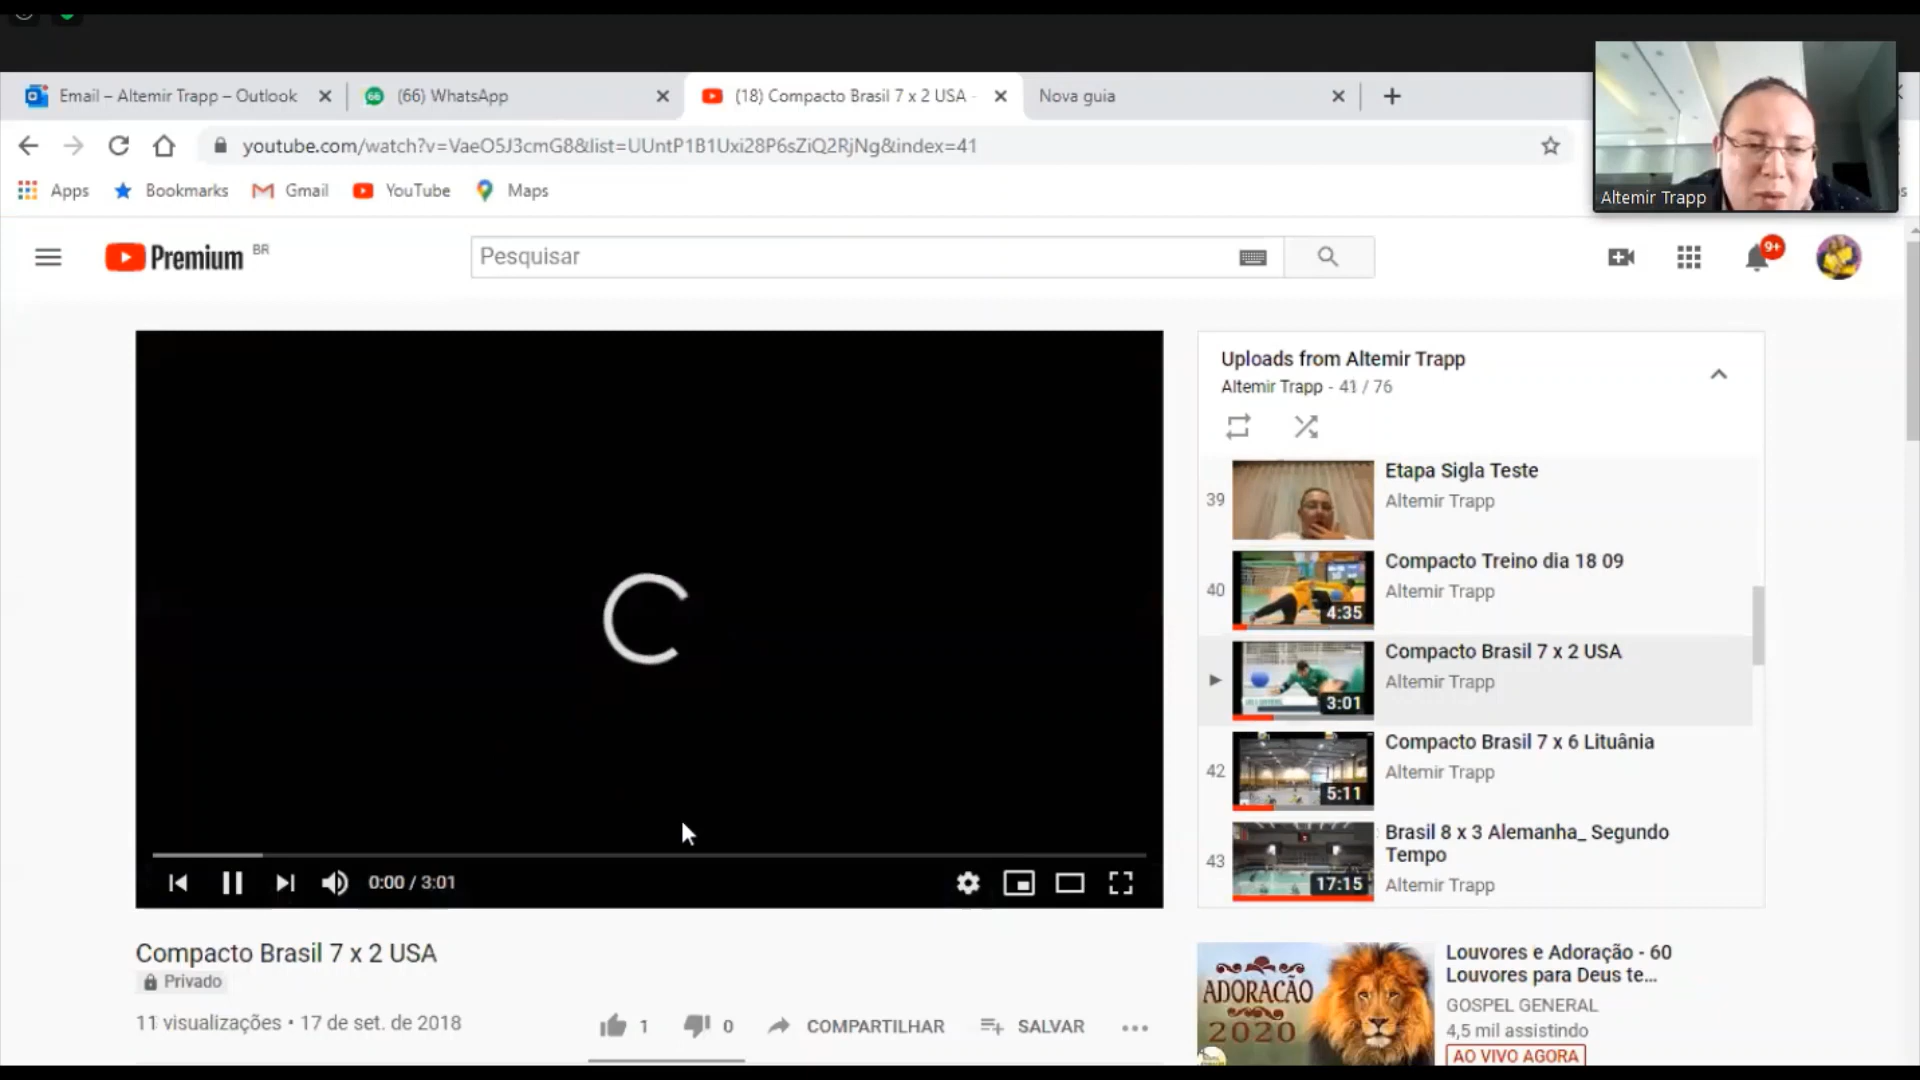 Email – Altemir Trapp – Outlook
(66) WhatsApp
(18) Compacto Brasil 7 x 2 USA -
Nova guia
youtube.com/watch?v=VaeO5J3cmG8&list=UUntP1B1Uxi28P6sZiQ2RjNg&index=41
Apps
Bookmarks
Gmail
YouTube
Maps
Altemir Trapp
Premium BR
Pesquisar
9+
Uploads from Altemir Trapp
Altemir Trapp - 41 / 76
39
Etapa Sigla Teste
Altemir Trapp
40
4:35
Compacto Treino dia 18 09
Altemir Trapp
3:01
Compacto Brasil 7 x 2 USA
Altemir Trapp
42
5:11
Compacto Brasil 7 x 6 Lituânia
Altemir Trapp
43
17:15
Brasil 8 x 3 Alemanha_ Segundo
Tempo
Altemir Trapp
0:00 / 3:01
Compacto Brasil 7 x 2 USA
Privado
11 visualizações • 17 de set. de 2018
1
0
COMPARTILHAR
SALVAR
ADORAÇÃO
2020
Louvores e Adoração - 60
Louvores para Deus te...
GOSPEL GENERAL
4,5 mil assistindo
AO VIVO AGORA